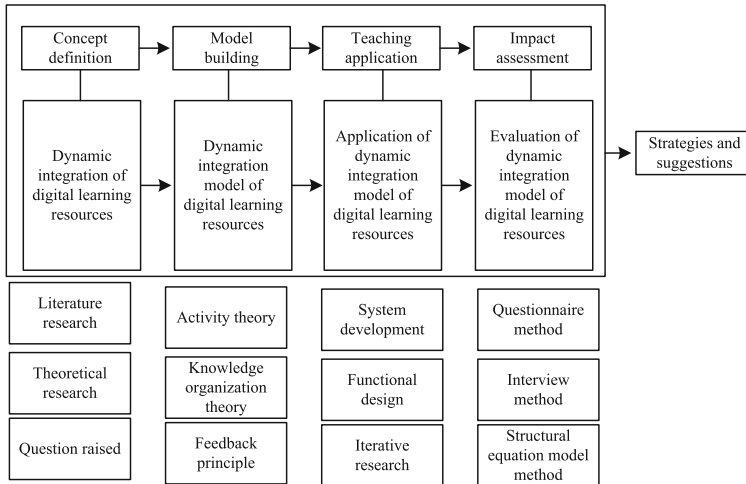 Concept
definition
Model
building
Teaching
application
Impact
assessment
Dynamic
integration of
digital learning
resources
Dynamic
integration
model of
digital learning
resources
Application of
dynamic
integration
model of
digital learning
resources
Evaluation of
dynamic
integration
model of
digital learning
resources
Strategies and
suggestions
Literature
research
Activity theory
System
development
Questionnaire
method
Theoretical
research
Knowledge
organization
theory
Functional
design
Interview
method
Question raised
Feedback
principle
Iterative
research
Structural
equation model
method